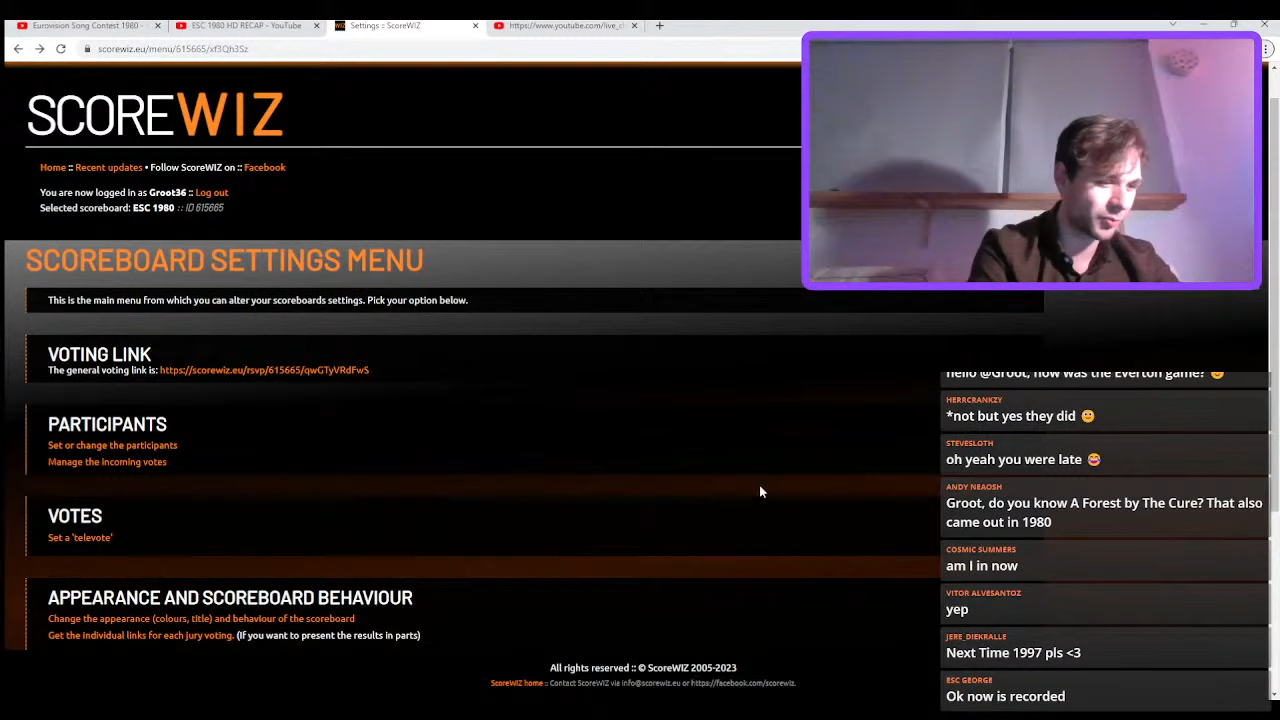 Eurovision Song Contest 1980 -
ESC 1980 HD RECAP - YouTube
Settings :: ScoreWIZ
https://www.youtube.com/live_cl
scorewiz.eu/menu/615665/xf3Qh3Sz
SCOREWIZ
Home :: Recent updates • Follow ScoreWIZ on :: Facebook
You are now logged in as Groot36 :: Log out
Selected scoreboard: ESC 1980 :: ID 615665
SCOREBOARD SETTINGS MENU
This is the main menu from which you can alter your scoreboards settings. Pick your option below.
VOTING LINK
The general voting link is: https://scorewiz.eu/rsvp/615665/qwGTyVRdFwS
PARTICIPANTS
Set or change the participants
Manage the incoming votes
VOTES
Set a 'televote'
APPEARANCE AND SCOREBOARD BEHAVIOUR
Change the appearance (colours, title) and behaviour of the scoreboard
Get the individual links for each jury voting. (If you want to present the results in parts)
All rights reserved :: © ScoreWIZ 2005-2023
ScoreWIZ home :: Contact ScoreWIZ via info@scorewiz.eu or https://facebook.com/scorewiz.
hello @Groot, how was the Everton game? 🙂
HERRCRANKZY
*not but yes they did 🙂
STEVESLOTH
oh yeah you were late 😂
ANDY NEAOSH
Groot, do you know A Forest by The Cure? That also
came out in 1980
COSMIC SUMMERS
am I in now
VITOR ALVESANTOZ
yep
JERE_DIEKRALLE
Next Time 1997 pls <3
ESC GEORGE
Ok now is recorded